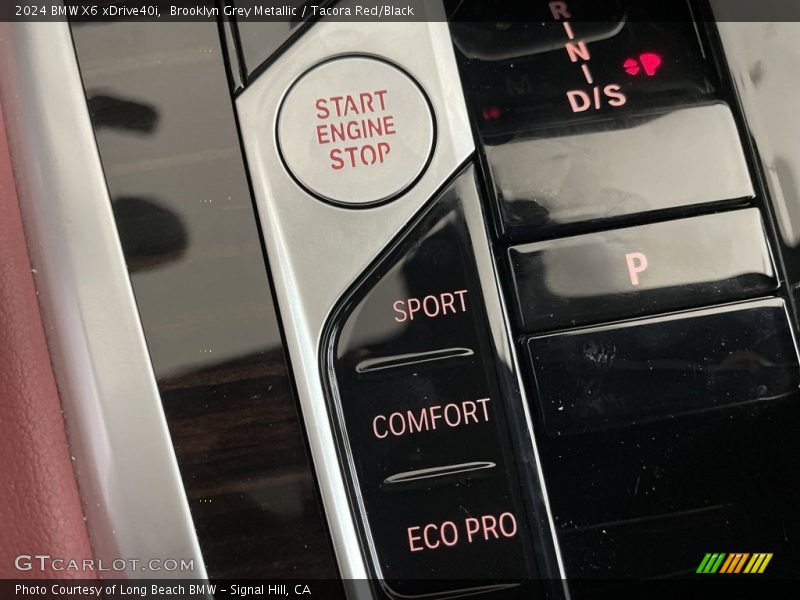 2024 BMW X6 xDrive40i, Brooklyn Grey Metallic / Tacora Red/Black
START
ENGINE
STOP
R
N
D/S
P
P
SPORT
COMFORT
ECO PRO
GTCARLOT.COM
Photo Courtesy of Long Beach BMW – Signal Hill, CA